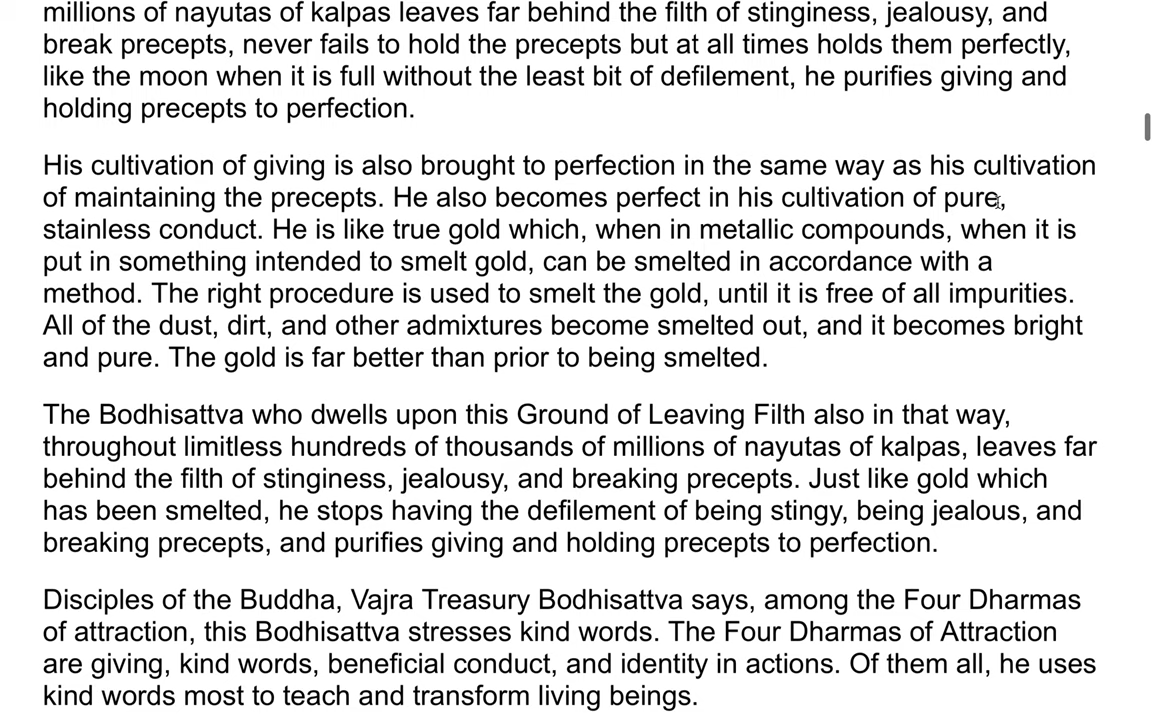 millions of nayutas of kalpas leaves far behind the filth of stinginess, jealousy, and
break precepts, never fails to hold the precepts but at all times holds them perfectly,
like the moon when it is full without the least bit of defilement, he purifies giving and
holding precepts to perfection.
His cultivation of giving is also brought to perfection in the same way as his cultivation
of maintaining the precepts. He also becomes perfect in his cultivation of pure,
stainless conduct. He is like true gold which, when in metallic compounds, when it is
put in something intended to smelt gold, can be smelted in accordance with a
method. The right procedure is used to smelt the gold, until it is free of all impurities.
All of the dust, dirt, and other admixtures become smelted out, and it becomes bright
and pure. The gold is far better than prior to being smelted.
The Bodhisattva who dwells upon this Ground of Leaving Filth also in that way,
throughout limitless hundreds of thousands of millions of nayutas of kalpas, leaves far
behind the filth of stinginess, jealousy, and breaking precepts. Just like gold which
has been smelted, he stops having the defilement of being stingy, being jealous, and
breaking precepts, and purifies giving and holding precepts to perfection.
Disciples of the Buddha, Vajra Treasury Bodhisattva says, among the Four Dharmas
of attraction, this Bodhisattva stresses kind words. The Four Dharmas of Attraction
are giving, kind words, beneficial conduct, and identity in actions. Of them all, he uses
kind words most to teach and transform living beings.